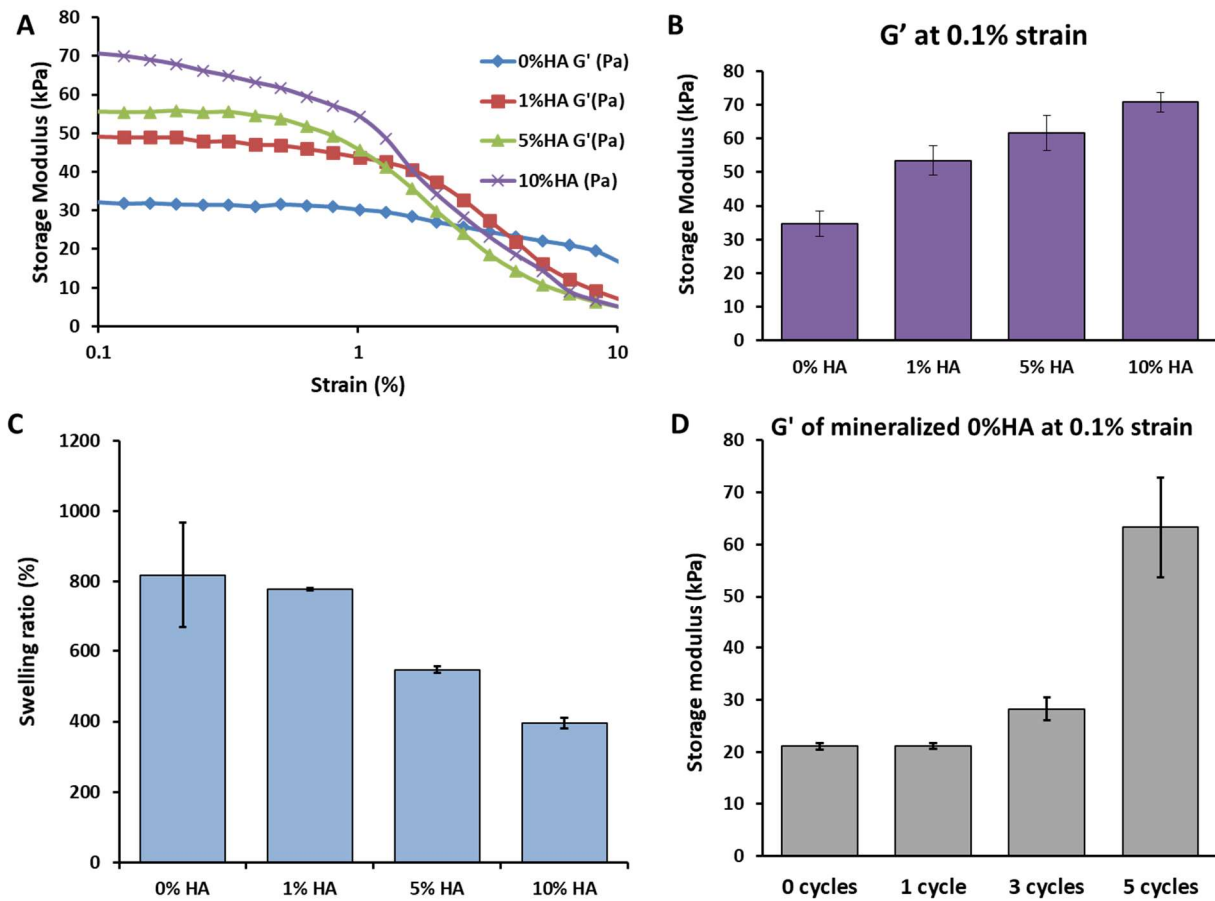 A
80
70
60
50
40
30
20
10
0
Storage Modulus (kPa)
0.1
1
10
Strain (%)
0%HA G' (Pa)
1%HA G'(Pa)
5%HA G'(Pa)
10%HA (Pa)
B
G’ at 0.1% strain
80
70
60
50
40
30
20
10
0
Storage Modulus (kPa)
0% HA
1% HA
5% HA
10% HA
C
1200
1000
800
600
400
200
0
Swelling ratio (%)
0% HA
1% HA
5% HA
10% HA
D
G' of mineralized 0%HA at 0.1% strain
80
70
60
50
40
30
20
10
0
Storage modulus (kPa)
0 cycles
1 cycle
3 cycles
5 cycles